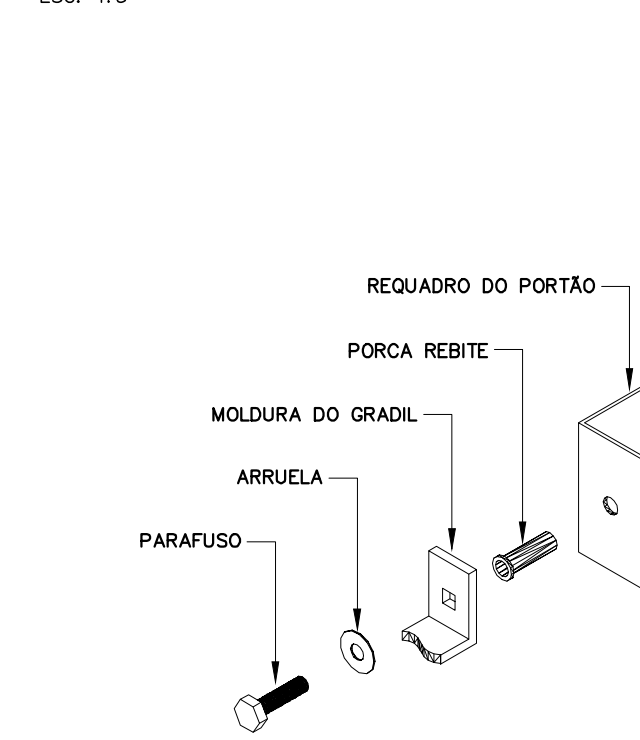 REQUADRO DO PORTÃO
PORCA REBITE
MOLDURA DO GRADIL
ARRUELA
PARAFUSO